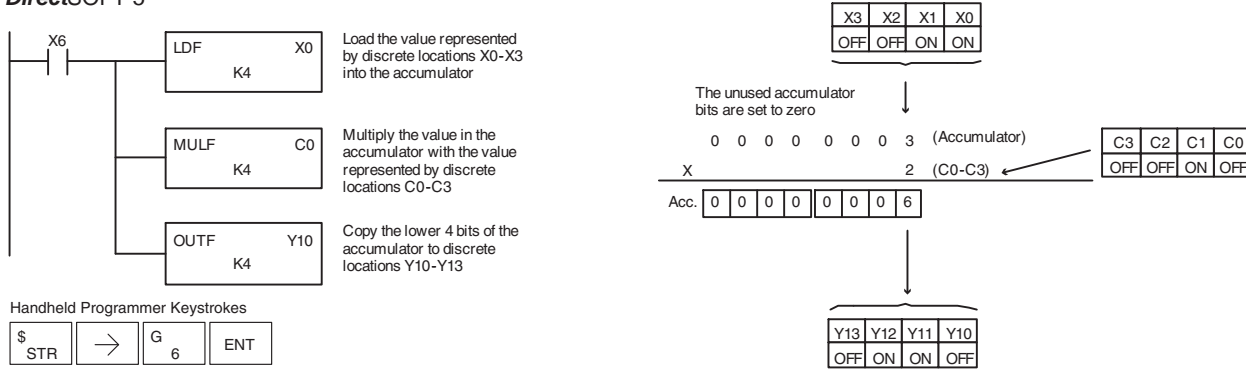 DirectSOFT 5
X6
LDF X0
K4
Load the value represented
by discrete locations X0-X3
into the accumulator
MULF C0
K4
Multiply the value in the
accumulator with the value
represented by discrete
locations C0-C3
OUTF Y10
K4
Copy the lower 4 bits of the
accumulator to discrete
locations Y10-Y13
Handheld Programmer Keystrokes
$ STR → G 6 ENT
X3 X2 X1 X0
OFF OFF ON ON
The unused accumulator
bits are set to zero
0 0 0 0 0 0 0 3 (Accumulator)
X 2 (C0-C3)
C3 C2 C1 C0
OFF OFF ON OFF
Acc. 0 0 0 0 0 0 0 6
Y13 Y12 Y11 Y10
OFF ON ON OFF